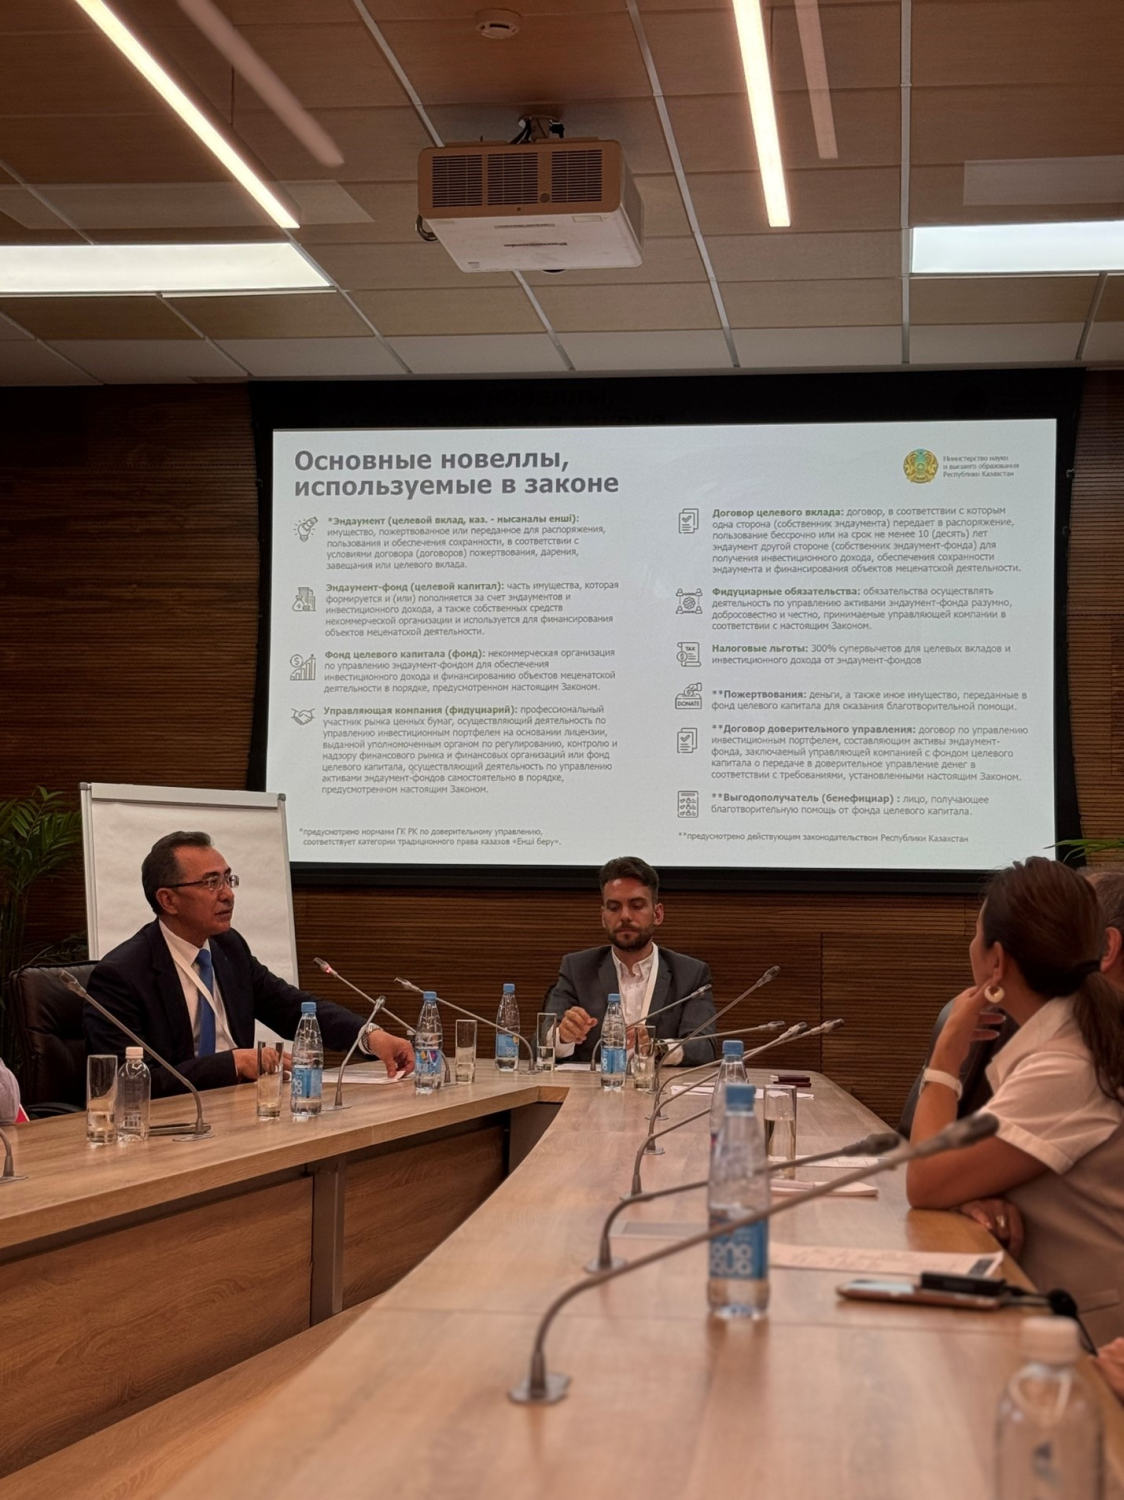 Основные новеллы,
используемые в законе
Министерство науки
и высшего образования
Республики Казахстан
*Эндаумент (целевой вклад, каз. - нысаналы енші):
имущество, пожертвованное или переданное для распоряжения,
пользования и обеспечения сохранности, в соответствии с
условиями договора (договоров) пожертвования, дарения,
завещания или целевого вклада.
Эндаумент-фонд (целевой капитал): часть имущества, которая
формируется и (или) пополняется за счет эндаументов и
инвестиционного дохода, а также собственных средств
некоммерческой организации и используется для финансирования
объектов меценатской деятельности.
Фонд целевого капитала (фонд): некоммерческая организация
по управлению эндаумент-фондом для обеспечения
инвестиционного дохода и финансированию объектов меценатской
деятельности в порядке, предусмотренном настоящим Законом.
Управляющая компания (фидуциарий): профессиональный
участник рынка ценных бумаг, осуществляющий деятельность по
управлению инвестиционным портфелем на основании лицензии,
выданной уполномоченным органом по регулированию, контролю и
надзору финансового рынка и финансовых организаций или фонд
целевого капитала, осуществляющий деятельность по управлению
активами эндаумент-фондов самостоятельно в порядке,
предусмотренном настоящим Законом.
*предусмотрено нормами ГК РК по доверительному управлению,
соответствует категории традиционного права казахов «Енші беру».
Договор целевого вклада: договор, в соответствии с которым
одна сторона (собственник эндаумента) передает в распоряжение,
пользование бессрочно или на срок не менее 10 (десять) лет
эндаумент другой стороне (собственник эндаумент-фонда) для
получения инвестиционного дохода, обеспечения сохранности
эндаумента и финансирования объектов меценатской деятельности.
Фидуциарные обязательства: обязательства осуществлять
деятельность по управлению активами эндаумент-фонда разумно,
добросовестно и честно, принимаемые управляющей компании в
соответствии с настоящим Законом.
TAX
Налоговые льготы: 300% супервычетов для целевых вкладов и
инвестиционного дохода от эндаумент-фондов
DONATE
**Пожертвования: деньги, а также иное имущество, переданные в
фонд целевого капитала для оказания благотворительной помощи.
**Договор доверительного управления: договор по управлению
инвестиционным портфелем, составляющим активы эндаумент-
фонда, заключаемый управляющей компанией с фондом целевого
капитала о передаче в доверительное управление денег в
соответствии с требованиями, установленными настоящим Законом.
**Выгодополучатель (бенефициар) : лицо, получающее
благотворительную помощь от фонда целевого капитала.
**предусмотрено действующим законодательством Республики Казахстан